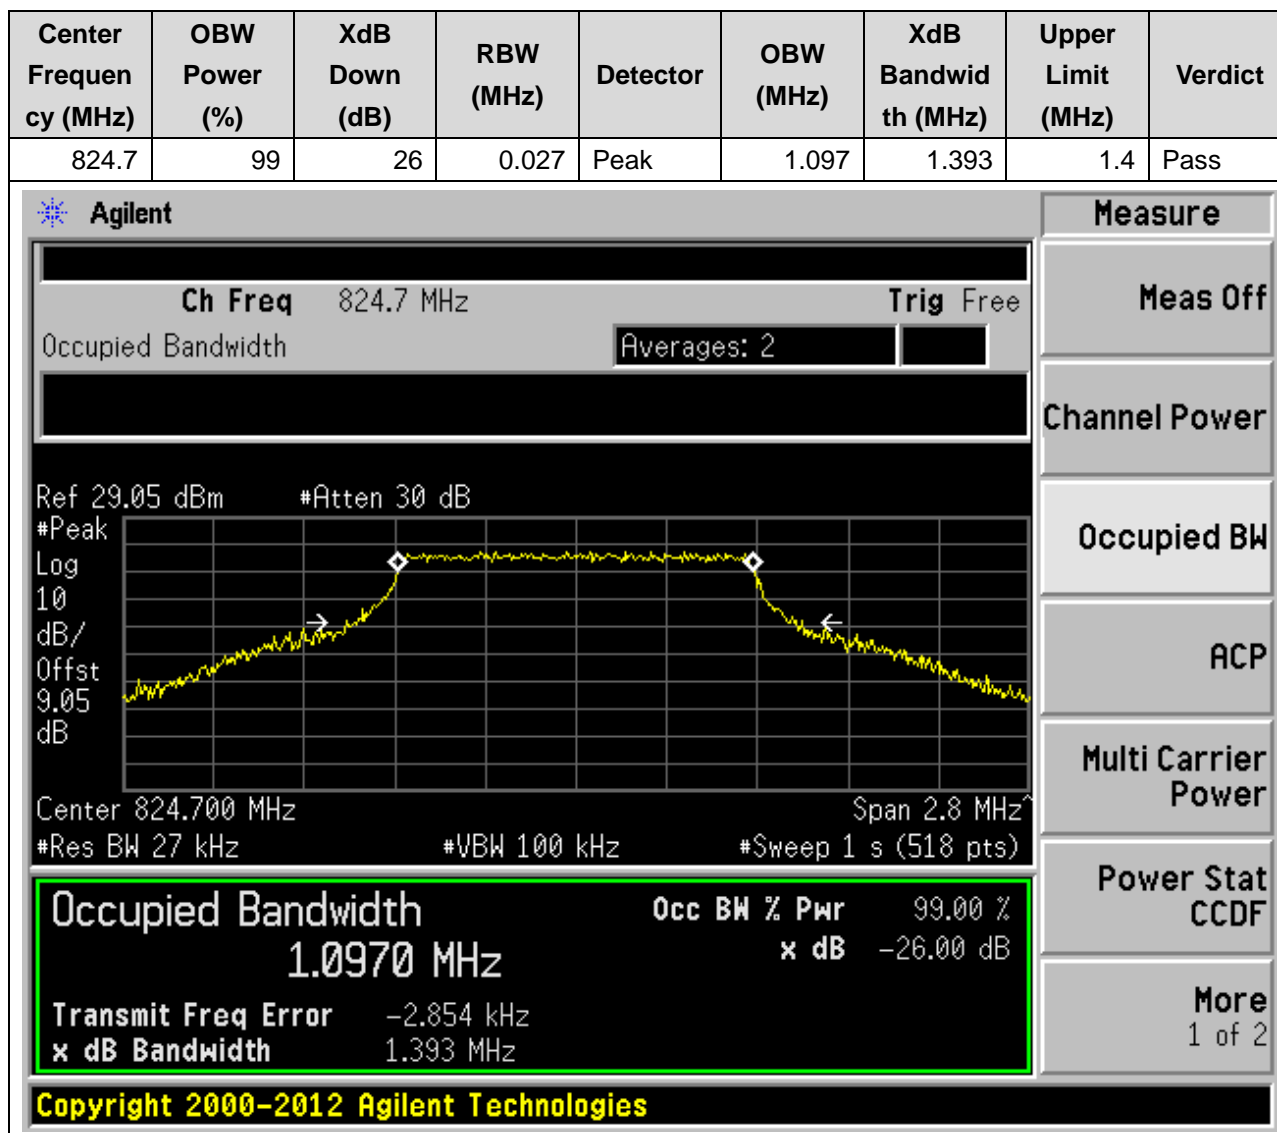 Center Frequen cy (MHz)
OBW Power (%)
XdB Down (dB)
RBW (MHz)
Detector
OBW (MHz)
XdB Bandwid th (MHz)
Upper Limit (MHz)
Verdict
824.7 99 26 0.027 Peak 1.097 1.393 1.4 Pass
Agilent
Measure
Ch Freq 824.7 MHz Trig Free
Occupied Bandwidth Averages: 2
Ref 29.05 dBm #Atten 30 dB
#Peak
Log
10
dB/
Offst
9.05
dB
Center 824.700 MHz Span 2.8 MHz^
#Res BW 27 kHz #VBW 100 kHz #Sweep 1 s (518 pts)
Occupied Bandwidth
1.0970 MHz
Occ BW % Pwr 99.00 %
x dB -26.00 dB
Transmit Freq Error -2.854 kHz
x dB Bandwidth 1.393 MHz
Meas Off
Channel Power
Occupied BW
ACP
Multi Carrier
Power
Power Stat
CCDF
More
1 of 2
Copyright 2000-2012 Agilent Technologies